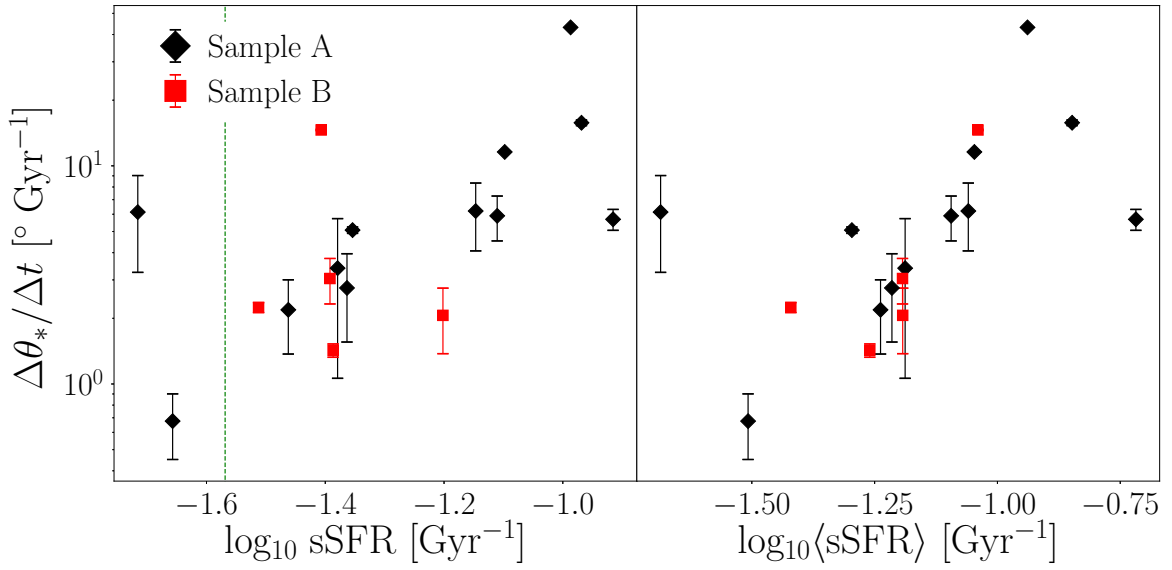 Sample A
Sample B
Δθ∗/Δt [° Gyr⁻¹]
10¹
10⁰
−1.6 −1.4 −1.2 −1.0
−1.50 −1.25 −1.00 −0.75
log₁₀ sSFR [Gyr⁻¹]
log₁₀⟨sSFR⟩ [Gyr⁻¹]